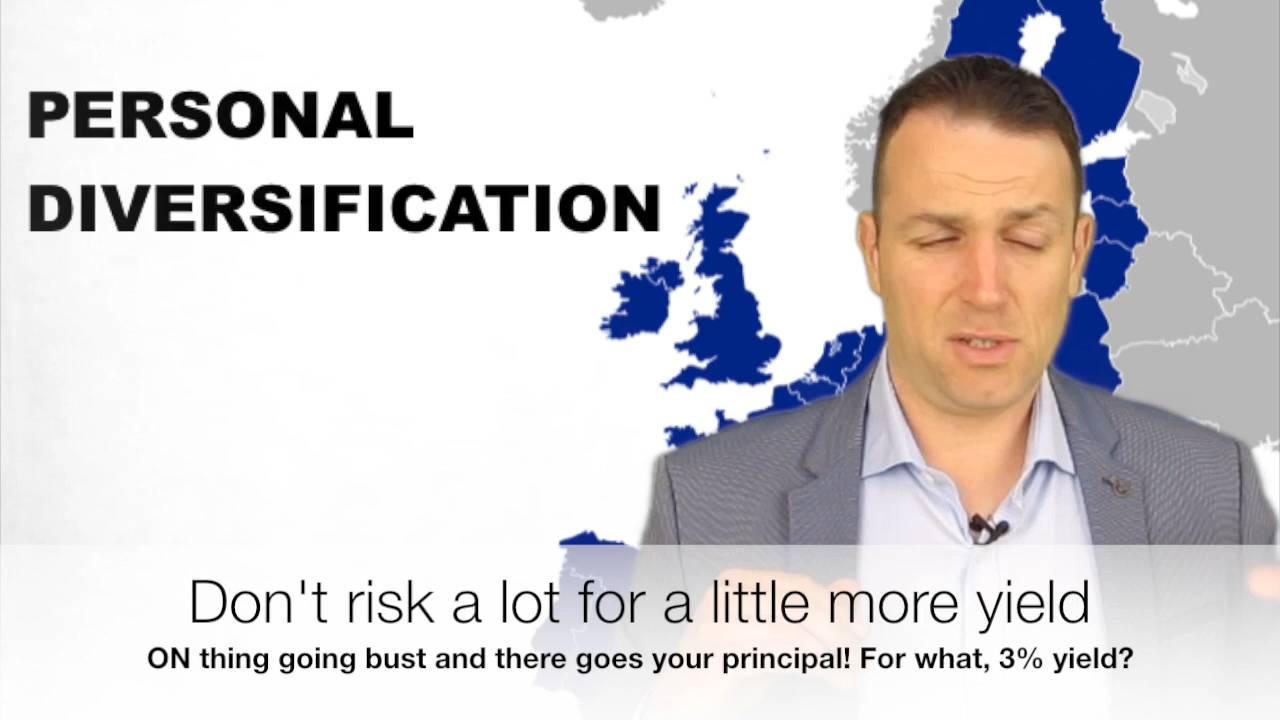 PERSONAL
DIVERSIFICATION
Don't risk a lot for a little more yield
ON thing going bust and there goes your principal! For what, 3% yield?